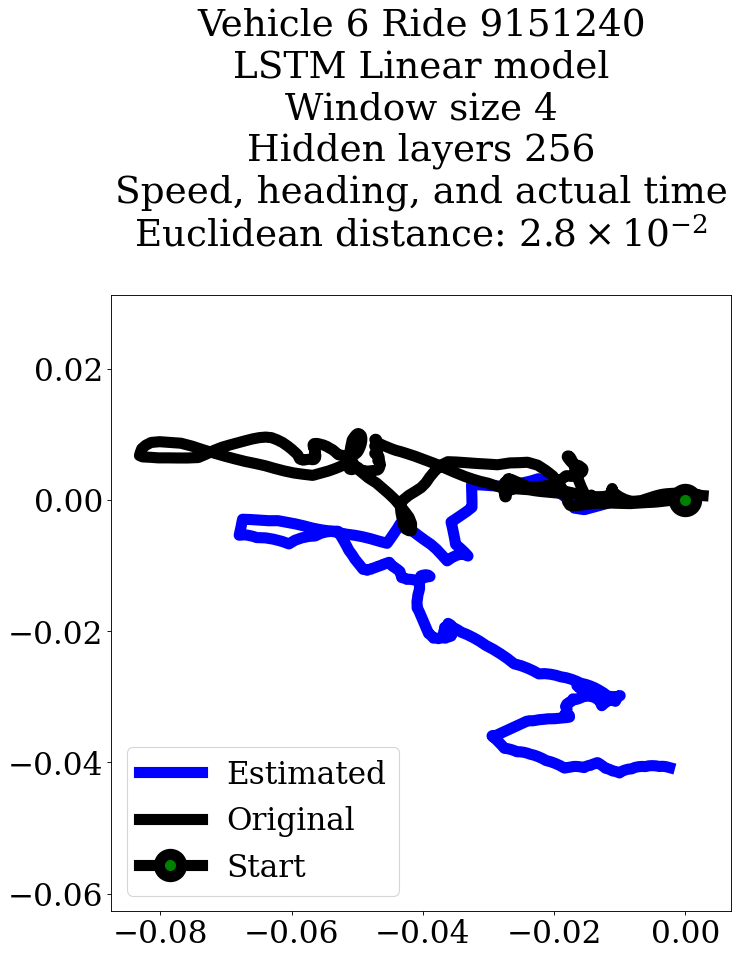 Vehicle 6 Ride 9151240
LSTM Linear model
Window size 4
Hidden layers 256
Speed, heading, and actual time
Euclidean distance: 2.8 × 10⁻²
0.02
0.00
−0.02
−0.04
−0.06
Estimated
Original
Start
−0.08 −0.06 −0.04 −0.02 0.00